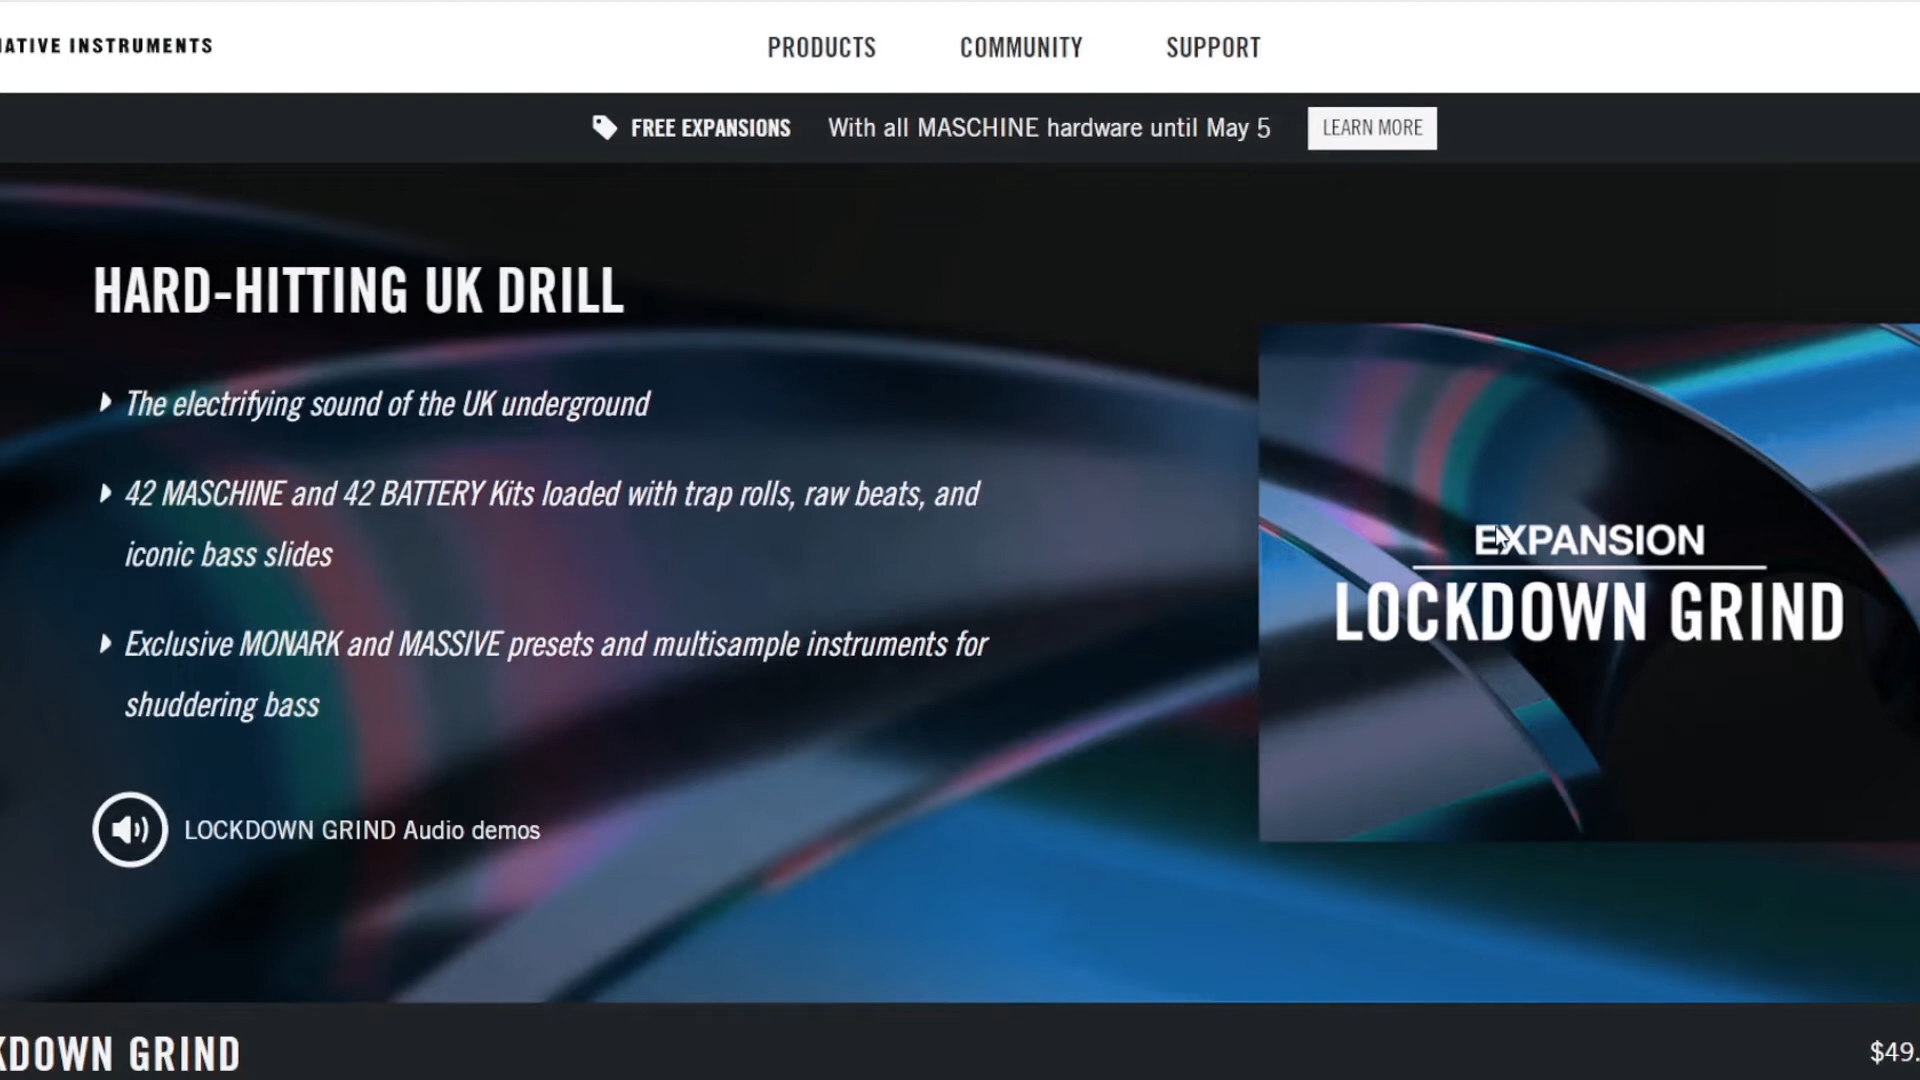 NATIVE INSTRUMENTS
PRODUCTS COMMUNITY SUPPORT
FREE EXPANSIONS With all MASCHINE hardware until May 5 LEARN MORE
HARD-HITTING UK DRILL
The electrifying sound of the UK underground
42 MASCHINE and 42 BATTERY Kits loaded with trap rolls, raw beats, and
iconic bass slides
Exclusive MONARK and MASSIVE presets and multisample instruments for
shuddering bass
LOCKDOWN GRIND Audio demos
EXPANSION
LOCKDOWN GRIND
KDOWN GRIND
$49.